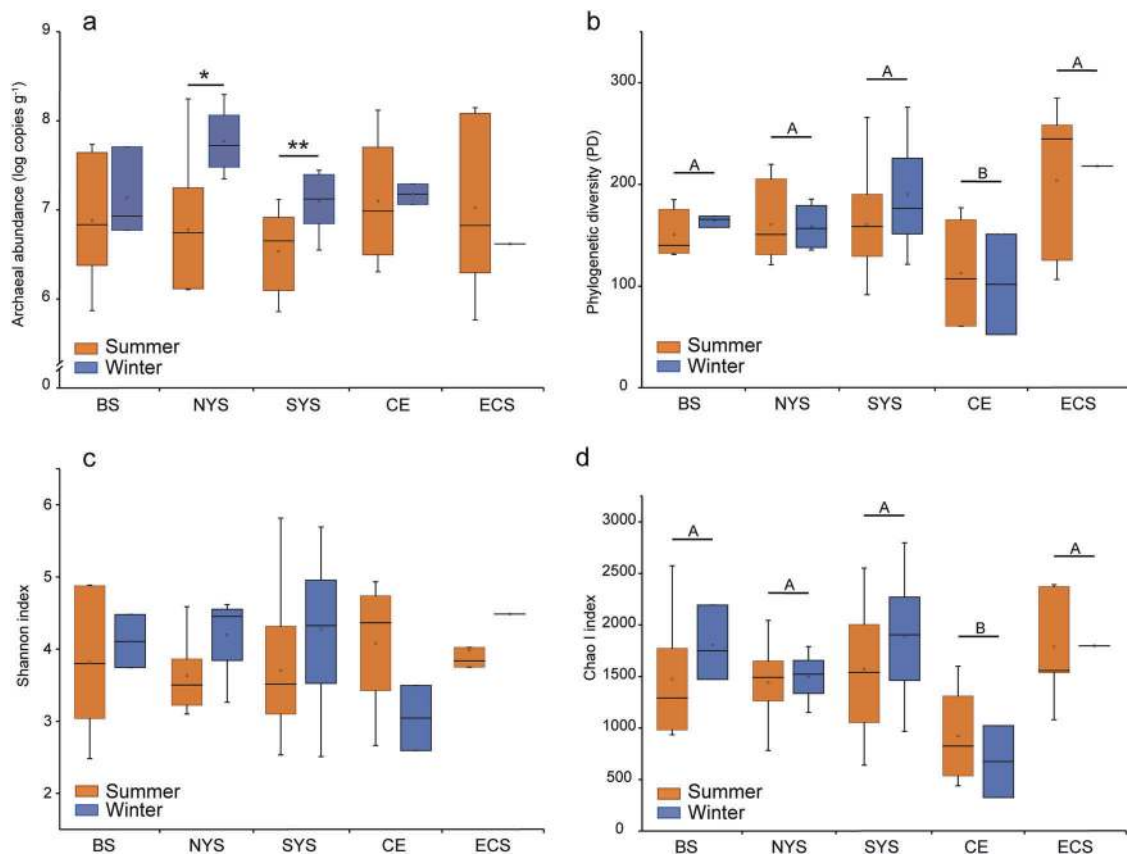 a
Archaeal abundance (log copies g⁻¹)
9
8
7
6
0
*
**
Summer
Winter
BS NYS SYS CE ECS
b
Phylogenetic diversity (PD)
300
200
100
0
A
A
A
B
A
Summer
Winter
BS NYS SYS CE ECS
c
Shannon index
6
5
4
3
2
Summer
Winter
BS NYS SYS CE ECS
d
Chao I index
3000
2500
2000
1500
1000
500
0
A
A
A
B
A
Summer
Winter
BS NYS SYS CE ECS